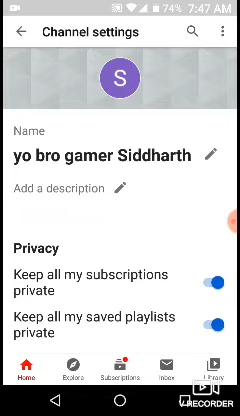 74% 7:47 AM
Channel settings
S
Name
yo bro gamer Siddharth
Add a description
Privacy
Keep all my subscriptions
private
Keep all my saved playlists
private
Home Explore Subscriptions Inbox Library
V RECORDER